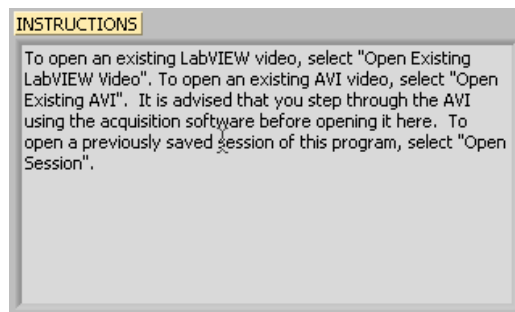 INSTRUCTIONS
To open an existing LabVIEW video, select "Open Existing
LabVIEW Video". To open an existing AVI video, select "Open
Existing AVI".  It is advised that you step through the AVI
using the acquisition software before opening it here.  To
open a previously saved session of this program, select "Open
Session".